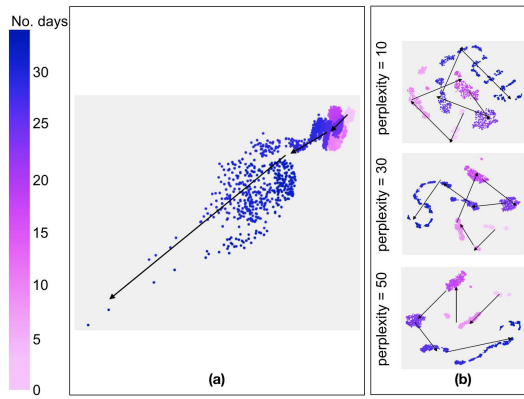 No. days
30
25
20
15
10
5
0
(a)
perplexity = 10
perplexity = 30
perplexity = 50
(b)